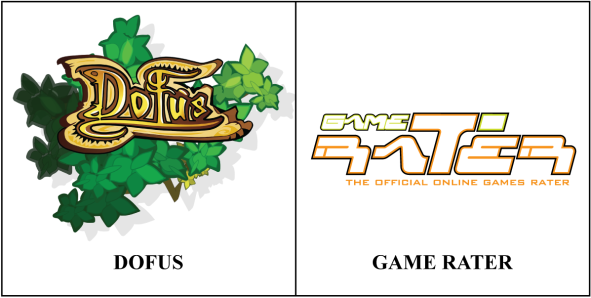 Dofus
DOFUS
GAME
RATER
THE OFFICIAL ONLINE GAMES RATER
GAME RATER